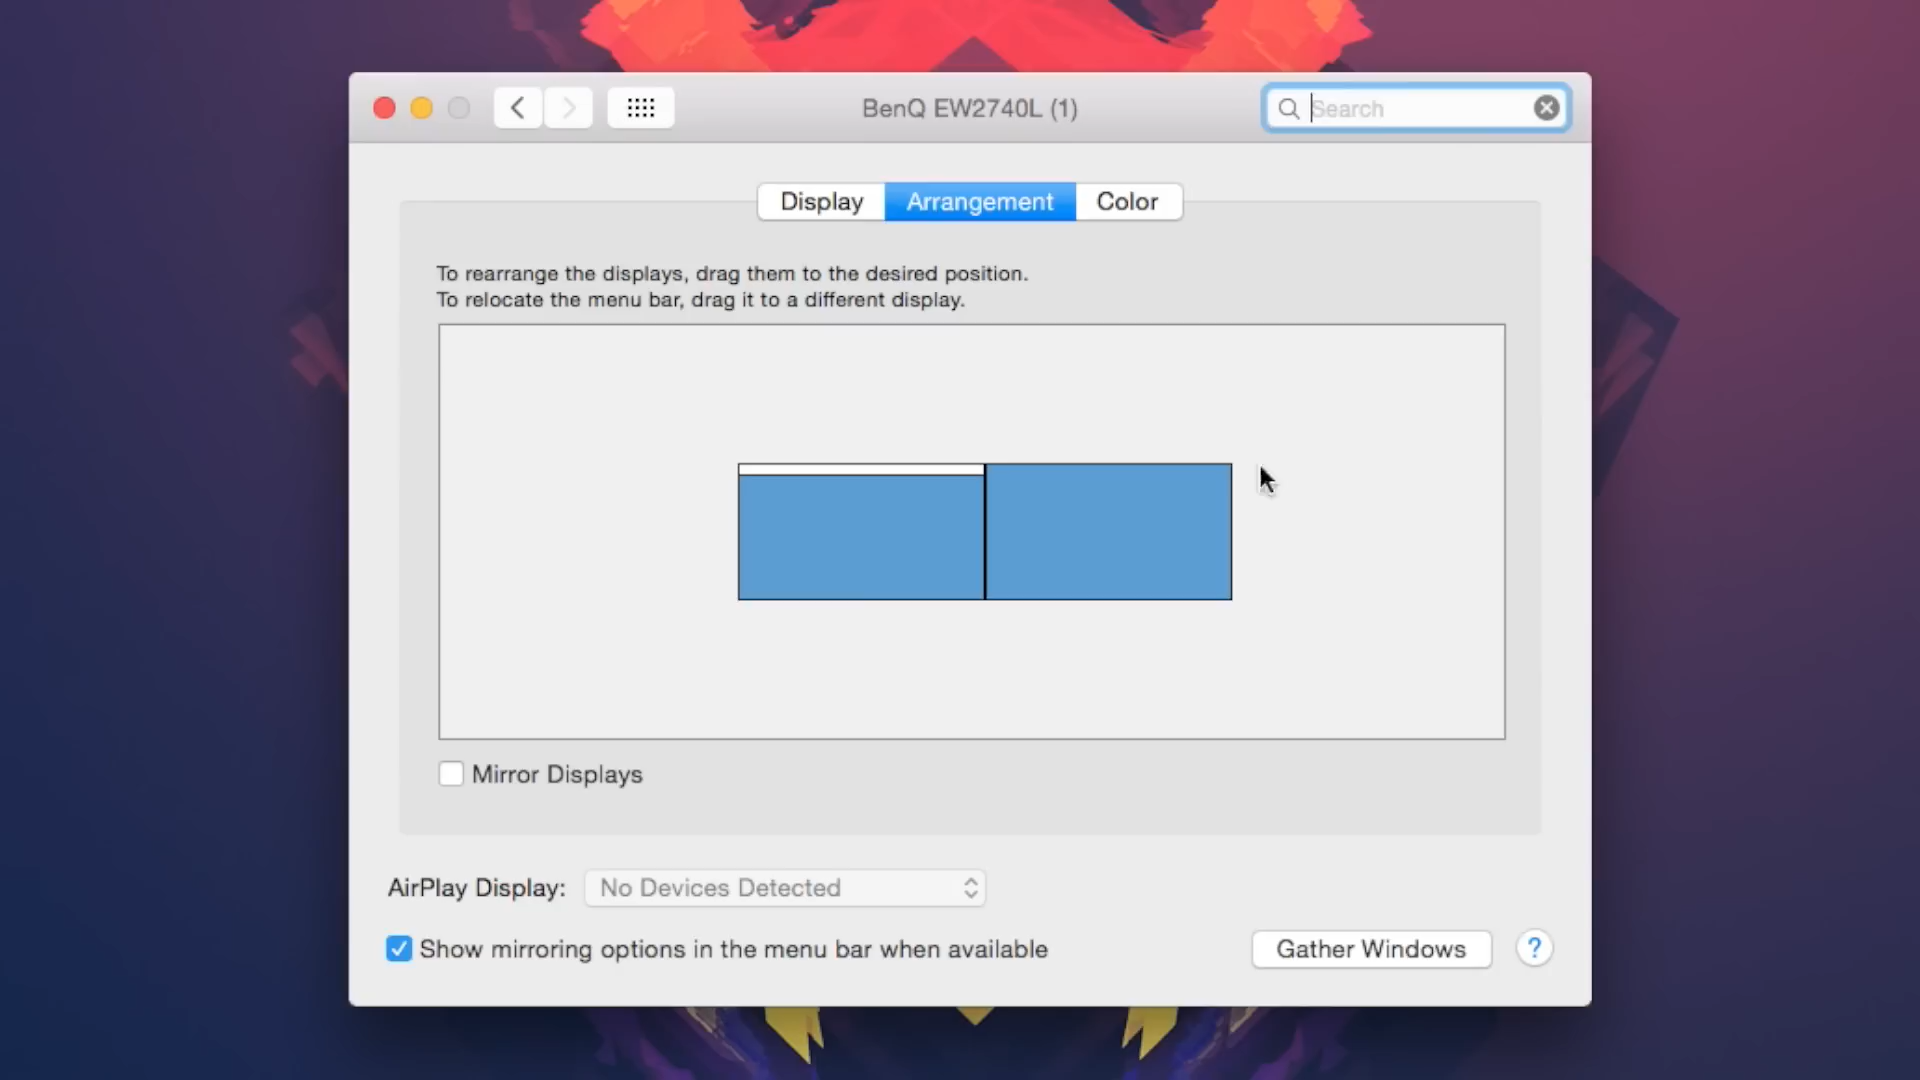 BenQ EW2740L (1)
Search
Display
Arrangement
Color
To rearrange the displays, drag them to the desired position.
To relocate the menu bar, drag it to a different display.
Mirror Displays
AirPlay Display:
No Devices Detected
Show mirroring options in the menu bar when available
Gather Windows
?